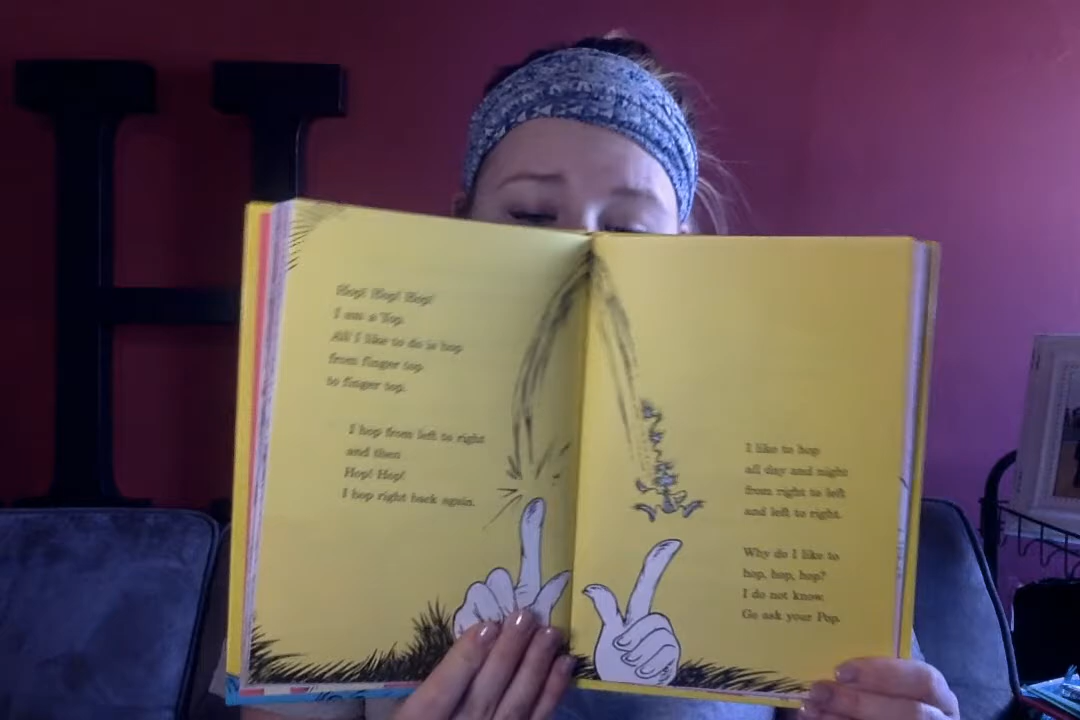 Hop! Hop! Hop!
I am a Yop.
All I like to do is hop
from finger top
to finger top.
I hop from left to right
and then . . .
Hop! Hop!
I hop right back again.
I like to hop
all day and night
from right to left
and left to right.
Why do I like to
hop, hop, hop?
I do not know.
Go ask your Pop.
H